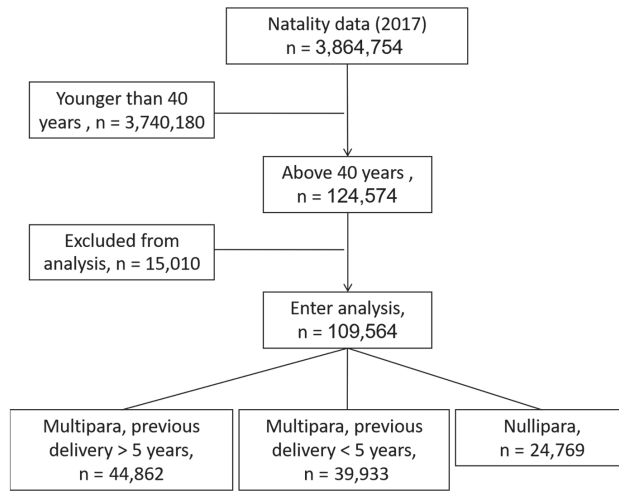 Natality data (2017)
n = 3,864,754
Younger than 40
years , n = 3,740,180
Above 40 years ,
n = 124,574
Excluded from
analysis, n = 15,010
Enter analysis,
n = 109,564
Multipara, previous
delivery > 5 years,
n = 44,862
Multipara, previous
delivery < 5 years,
n = 39,933
Nullipara,
n = 24,769